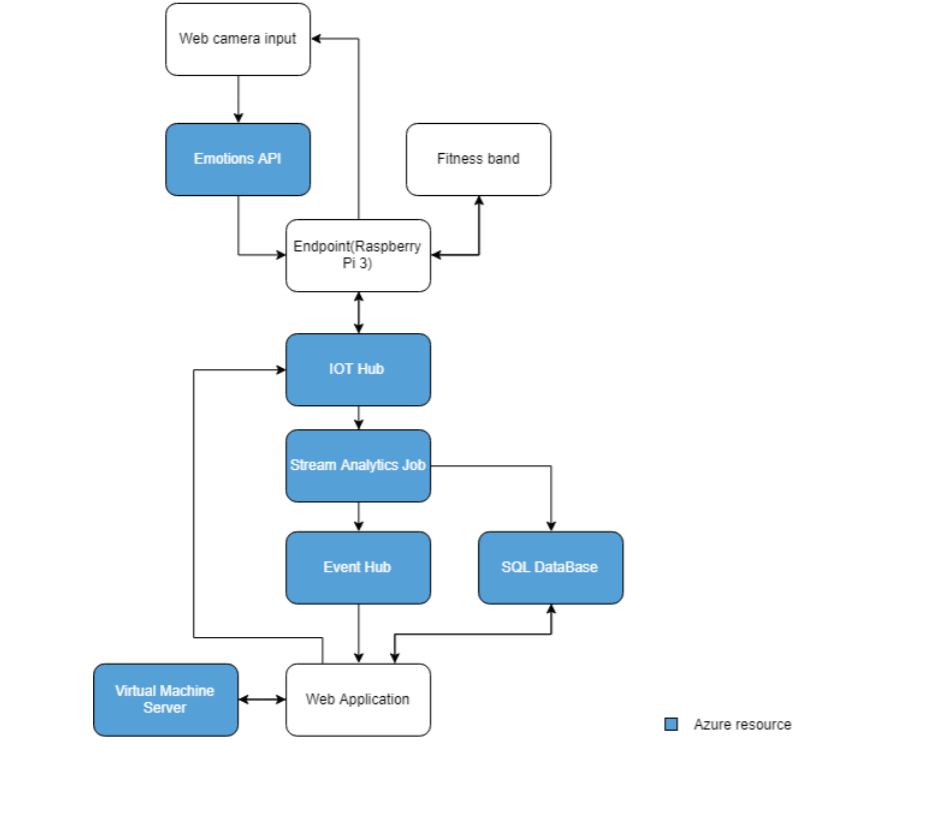 Web camera input
Emotions API
Fitness band
Endpoint(Raspberry
Pi 3)
IOT Hub
Stream Analytics Job
Event Hub
SQL DataBase
Virtual Machine
Server
Web Application
Azure resource